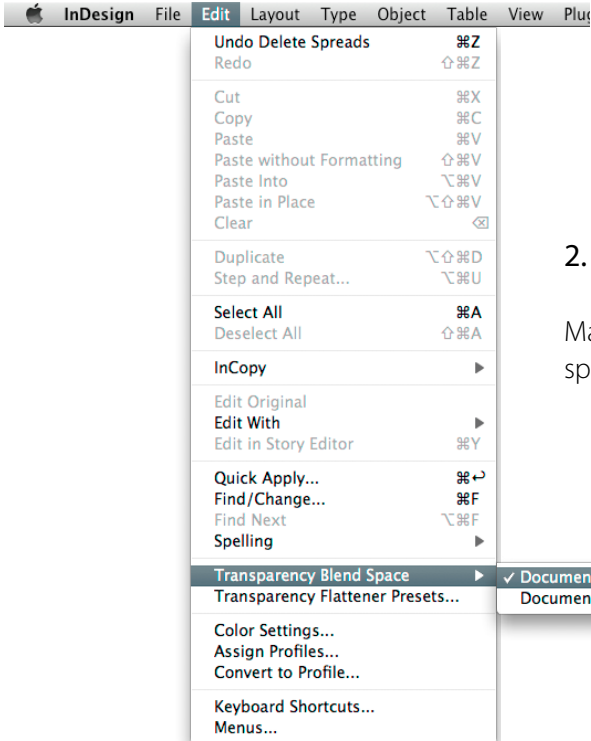 InDesign File Edit Layout Type Object Table View
Undo Delete Spreads ⌘Z
Redo ⇧⌘Z
Cut ⌘X
Copy ⌘C
Paste ⌘V
Paste without Formatting ⇧⌘V
Paste Into ⌥⌘V
Paste in Place ⌥⇧⌘V
Clear ⌫
Duplicate ⌥⇧⌘D
Step and Repeat... ⌥⌘U
Select All ⌘A
Deselect All ⇧⌘A
InCopy
Edit Original
Edit With
Edit in Story Editor ⌘Y
Quick Apply... ⌘↩
Find/Change... ⌘F
Find Next ⌥⌘F
Spelling
Transparency Blend Space
Transparency Flattener Presets...
Color Settings...
Assign Profiles...
Convert to Profile...
Keyboard Shortcuts...
Menus...
2.